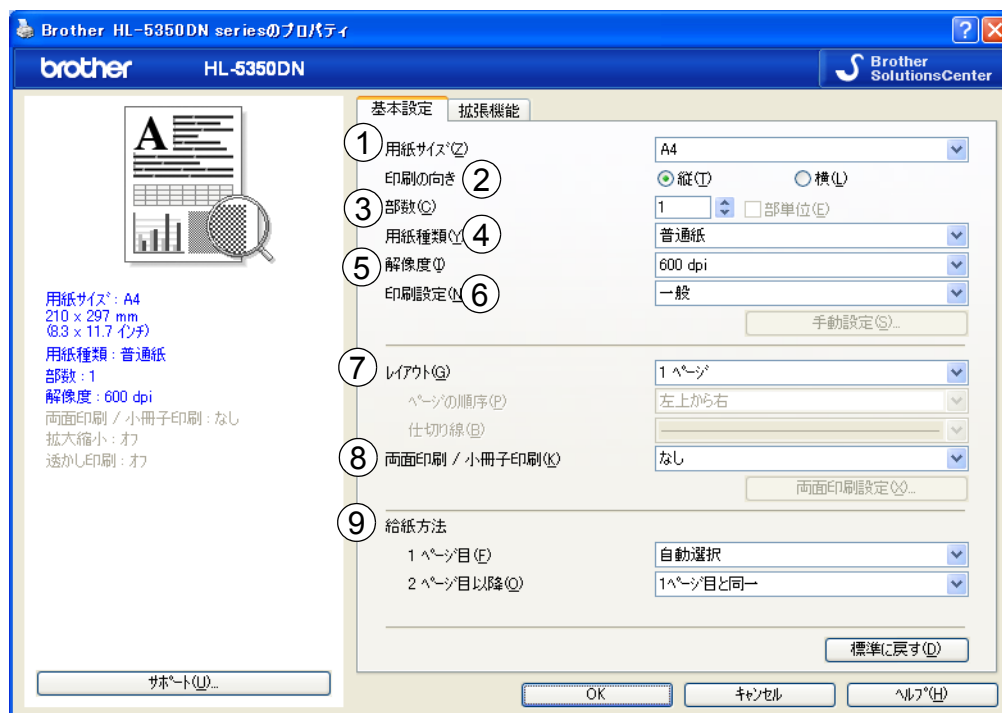 Brother HL-5350DN seriesのプロパティ
brother HL-5350DN
Brother SolutionsCenter
基本設定 拡張機能
① 用紙サイズ(Z) A4
印刷の向き ② 縦(T) 横(L)
③ 部数(C) 1 部単位(E)
用紙種類(Y) ④ 普通紙
⑤ 解像度(I) 600 dpi
印刷設定(N) ⑥ 一般
手動設定(S)...
⑦ レイアウト(G) 1 ページ
ページの順序(P) 左上から右
仕切り線(B)
⑧ 両面印刷 / 小冊子印刷(K) なし
両面印刷設定(X)...
⑨ 給紙方法
1 ページ目(F) 自動選択
2 ページ目以降(O) 1ページ目と同一
標準に戻す(D)
A
用紙サイズ : A4
210 x 297 mm
(8.3 x 11.7 インチ)
用紙種類 : 普通紙
部数 : 1
解像度 : 600 dpi
両面印刷 / 小冊子印刷 : なし
拡大縮小 : オフ
透かし印刷 : オフ
サポート(U)...
OK キャンセル ヘルプ(H)